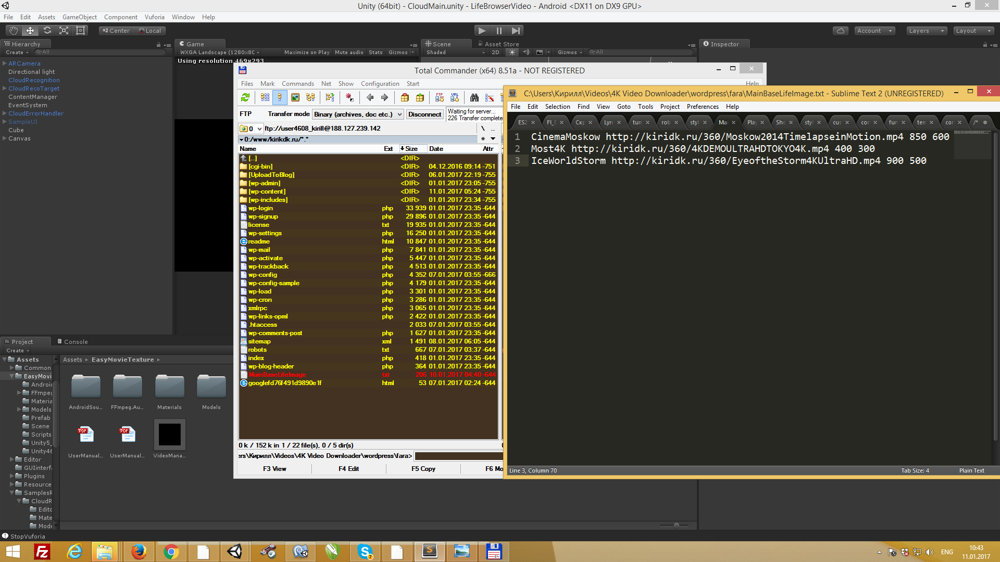 Unity (64bit) - CloudMain.unity - LifeBrowserVideo - Android <DX11 on DX9 GPU>
File Edit Assets GameObject Component Vuforia Window Help
Center Local Account Layers Layout
Hierarchy
Create All
ARCamera
Directional light
CloudRecognition
CloudRecoTarget
ContentManager
EventSystem
CloudErrorHandler
SampleUI
Cube
Canvas
Game
WXGA Landscape (1280x80 Maximize on Play Mute audio Stats Gizmos
Using resolution 469x293
Scene Asset Store
Shaded 2D Gizmos All
Inspector
Total Commander (x64) 8.51a - NOT REGISTERED
Files Mark Commands Net Show Configuration Start Help
FTP URL
FTP Transfer mode Binary (archives, doc etc.) Disconnect
Waiting for server...
226 Transfer complete
0 ftp://user4608_kirill@188.127.239.142 \ ..
0:/www/kirikdk.ru/*.* *
Name Ext Size Date Attr
[..] <DIR>
[cgi-bin] <DIR> 04.12.2016 09:14 -751
[UploadToBlog] <DIR> 06.01.2017 22:19 -755
[wp-admin] <DIR> 01.01.2017 23:05 -755
[wp-content] <DIR> 11.01.2017 05:24 -755
[wp-includes] <DIR> 01.01.2017 23:34 -755
wp-login php 33 939 01.01.2017 23:35 -644
wp-signup php 29 896 01.01.2017 23:35 -644
license txt 19 935 01.01.2017 23:35 -644
wp-settings php 16 250 01.01.2017 23:35 -644
readme html 10 847 01.01.2017 23:35 -644
wp-mail php 7 841 01.01.2017 23:35 -644
wp-activate php 5 447 01.01.2017 23:35 -644
wp-trackback php 4 513 01.01.2017 23:35 -644
wp-config php 4 352 07.01.2017 03:55 -666
wp-config-sample php 4 179 01.01.2017 23:35 -644
wp-load php 3 301 01.01.2017 23:35 -644
wp-cron php 3 286 01.01.2017 23:35 -644
xmlrpc php 3 065 01.01.2017 23:35 -644
wp-links-opml php 2 422 01.01.2017 23:35 -644
.htaccess 2 033 07.01.2017 03:55 -644
wp-comments-post php 1 627 01.01.2017 23:35 -644
sitemap xml 1 491 08.01.2017 06:05 -644
robots txt 667 07.01.2017 03:37 -644
index php 418 01.01.2017 23:35 -644
wp-blog-header php 364 01.01.2017 23:35 -644
MainBaseLifeImage txt 206 10.01.2017 04:40 -644
googlefd76f491d9890e1f html 53 07.01.2017 02:24 -644
0 k / 152 k in 1 / 22 file(s), 0 / 5 dir(s)
ers\Кирилл\Videos\4K Video Downloader\wordpress\fara>
F3 View F4 Edit F5 Copy F6 Mo
C:\Users\Кирилл\Videos\4K Video Downloader\wordpress\fara\MainBaseLifeImage.txt - Sublime Text 2 (UNREGISTERED)
File Edit Selection Find View Goto Tools Project Preferences Help
ES2 FI_I Скр Lyn tum rob styl Mai Play Sho styl cus con fun tem con /*
1 CinemaMoskow http://kiridk.ru/360/Moskow2014TimelapseinMotion.mp4 850 600
2 Most4K http://kiridk.ru/360/4KDEMOULTRAHDTOKYO4K.mp4 400 300
3 IceWorldStorm http://kiridk.ru/360/EyeoftheStorm4KUltraHD.mp4 900 500
Line 3, Column 70 Tab Size: 4 Plain Text
Project Console
Create
Assets
Common
EasyMovi
Android
FFmpeg
Materia
Models
Prefab
Scene
Scripts
Unity5_
Unity46
Editor
GUIinterf
Plugins
Resource
SamplesR
CloudR
Edito
Mate
Mode
Assets EasyMovieTexture
AndroidSou... FFmpeg.Au... Materials Models
PDF PDF
UserManual... UserManual... VideoMana...
StopVuforia
Fz S 7 S 64
ENG
10:43
11.01.2017